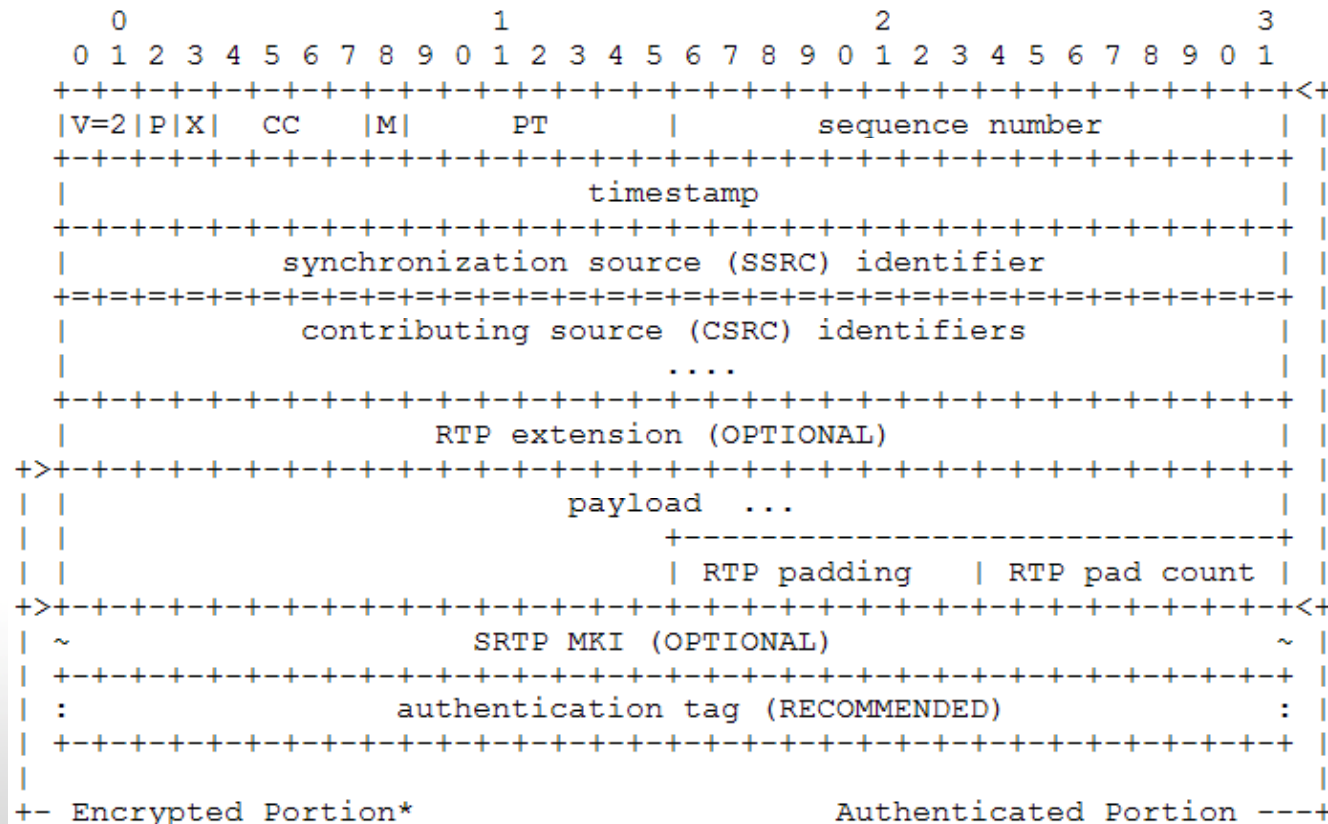 0                   1                   2                   3
0 1 2 3 4 5 6 7 8 9 0 1 2 3 4 5 6 7 8 9 0 1 2 3 4 5 6 7 8 9 0 1
+-+-+-+-+-+-+-+-+-+-+-+-+-+-+-+-+-+-+-+-+-+-+-+-+-+-+-+-+-+-+-+-+<+
|V=2|P|X|  CC   |M|     PT      |       sequence number         | |
+-+-+-+-+-+-+-+-+-+-+-+-+-+-+-+-+-+-+-+-+-+-+-+-+-+-+-+-+-+-+-+-+ |
|                           timestamp                           | |
+-+-+-+-+-+-+-+-+-+-+-+-+-+-+-+-+-+-+-+-+-+-+-+-+-+-+-+-+-+-+-+-+ |
|           synchronization source (SSRC) identifier            | |
+=+=+=+=+=+=+=+=+=+=+=+=+=+=+=+=+=+=+=+=+=+=+=+=+=+=+=+=+=+=+=+=+ |
|            contributing source (CSRC) identifiers             | |
|                               ....                            | |
+-+-+-+-+-+-+-+-+-+-+-+-+-+-+-+-+-+-+-+-+-+-+-+-+-+-+-+-+-+-+-+-+ |
|                   RTP extension (OPTIONAL)                    | |
+>+-+-+-+-+-+-+-+-+-+-+-+-+-+-+-+-+-+-+-+-+-+-+-+-+-+-+-+-+-+-+-+-+ |
| |                          payload  ...                         | |
| |                               +-------------------------------+ |
| |                               | RTP padding   | RTP pad count | |
+>+-+-+-+-+-+-+-+-+-+-+-+-+-+-+-+-+-+-+-+-+-+-+-+-+-+-+-+-+-+-+-+-+<+
| ~                     SRTP MKI (OPTIONAL)                       ~ |
| +-+-+-+-+-+-+-+-+-+-+-+-+-+-+-+-+-+-+-+-+-+-+-+-+-+-+-+-+-+-+-+-+ |
| :                 authentication tag (RECOMMENDED)              : |
| +-+-+-+-+-+-+-+-+-+-+-+-+-+-+-+-+-+-+-+-+-+-+-+-+-+-+-+-+-+-+-+-+ |
|                                                                   |
+- Encrypted Portion*                      Authenticated Portion ---+